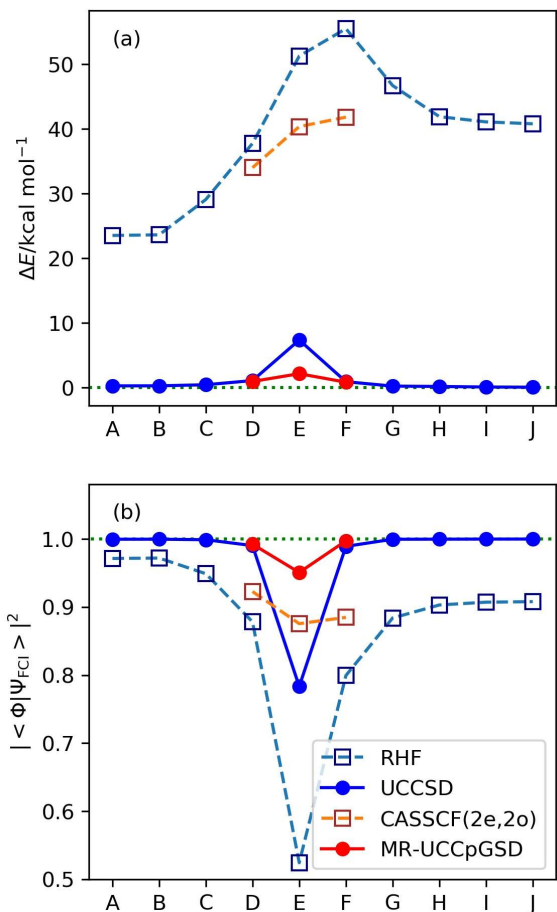 (a)
ΔE/kcal mol⁻¹
50
40
30
20
10
0
A B C D E F G H I J
(b)
|<Φ|Ψ_FCI>|²
1.0
0.9
0.8
0.7
0.6
0.5
RHF
UCCSD
CASSCF(2e,2o)
MR-UCCpGSD
A B C D E F G H I J